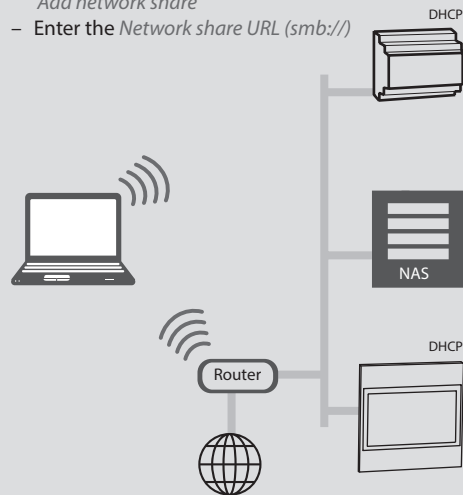 Add network share
– Enter the Network share URL (smb://)
DHCP
NAS
DHCP
Router